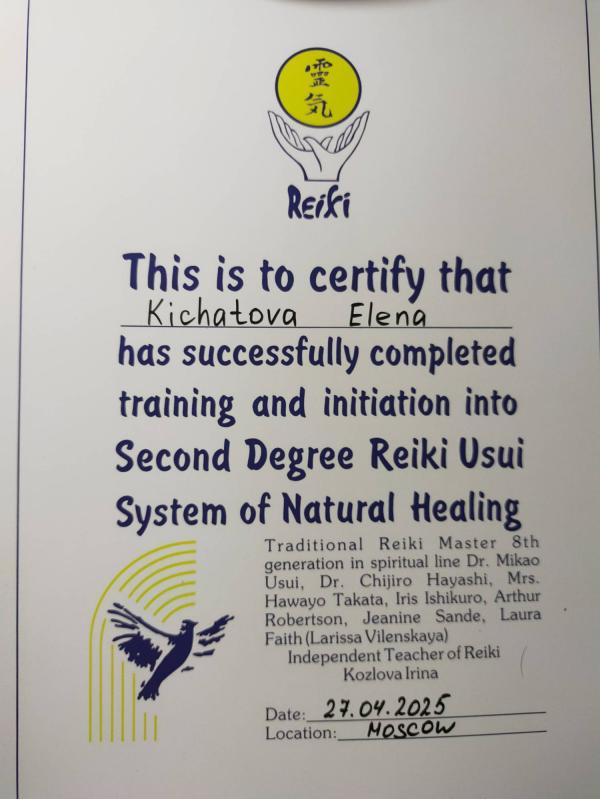 靈
気
Reiki
This is to certify that
Kichatova Elena
has successfully completed
training and initiation into
Second Degree Reiki Usui
System of Natural Healing
Traditional Reiki Master 8th
generation in spiritual line Dr. Mikao
Usui, Dr. Chijiro Hayashi, Mrs.
Hawayo Takata, Iris Ishikuro, Arthur
Robertson, Jeanine Sande, Laura
Faith (Larissa Vilenskaya)
Independent Teacher of Reiki
Kozlova Irina
Date: 27.04.2025
Location: Moscow